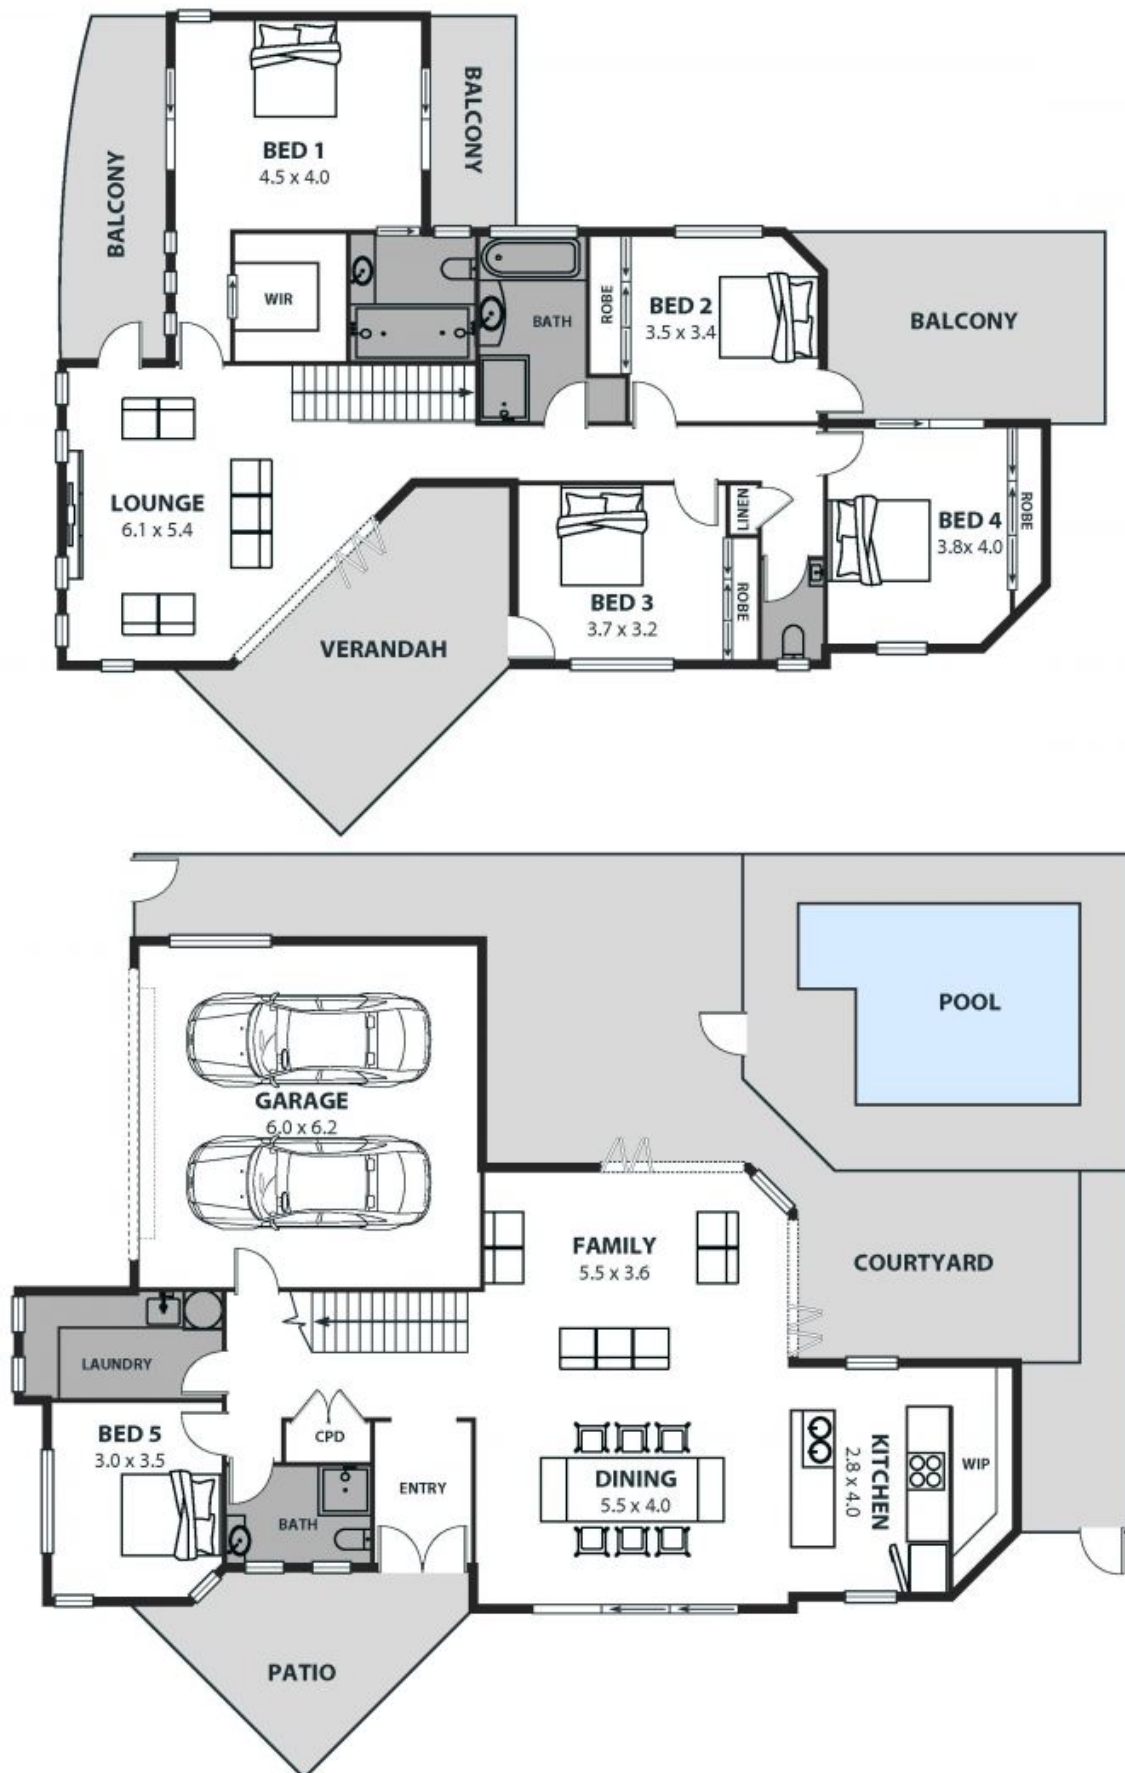 BALCONY
BALCONY
BED 1
4.5 x 4.0
WIR
BATH
ROBE
BED 2
3.5 x 3.4
BALCONY
LOUNGE
6.1 x 5.4
VERANDAH
BED 3
3.7 x 3.2
LINEN
ROBE
BED 4
3.8x 4.0
ROBE
POOL
GARAGE
6.0 x 6.2
FAMILY
5.5 x 3.6
COURTYARD
LAUNDRY
BED 5
3.0 x 3.5
CPD
BATH
ENTRY
DINING
5.5 x 4.0
KITCHEN
2.8 x 4.0
WIP
PATIO